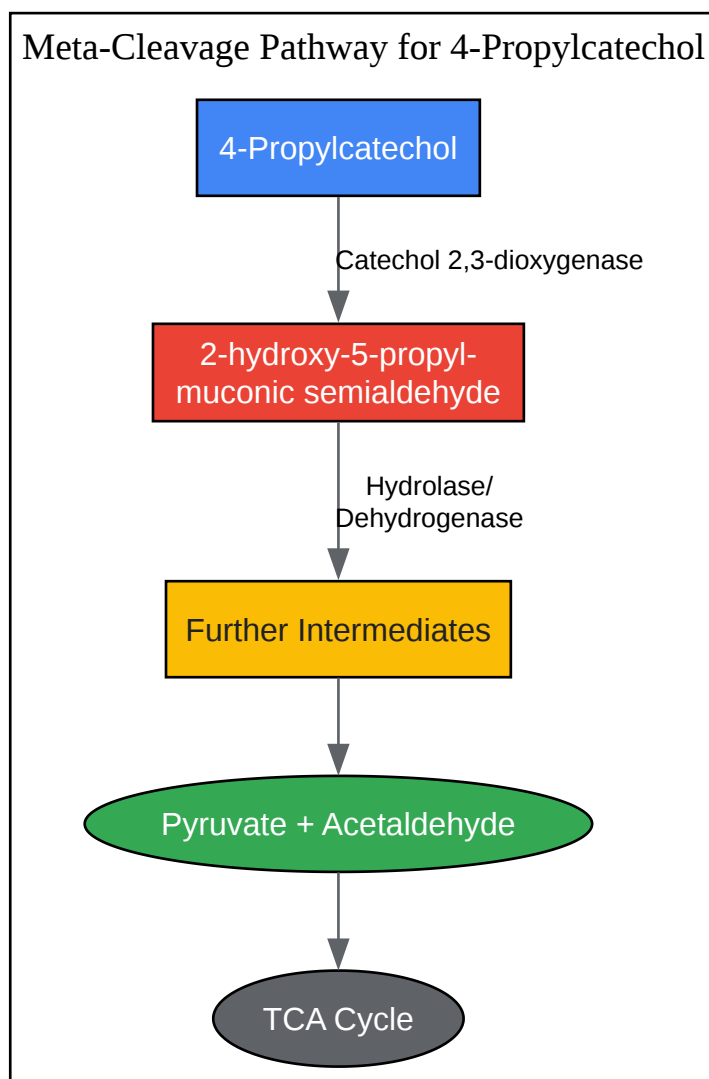 Meta-Cleavage Pathway for 4-Propylcatechol
4-Propylcatechol
Catechol 2,3-dioxygenase
2-hydroxy-5-propyl-
muconic semialdehyde
Hydrolase/
Dehydrogenase
Further Intermediates
Pyruvate + Acetaldehyde
TCA Cycle